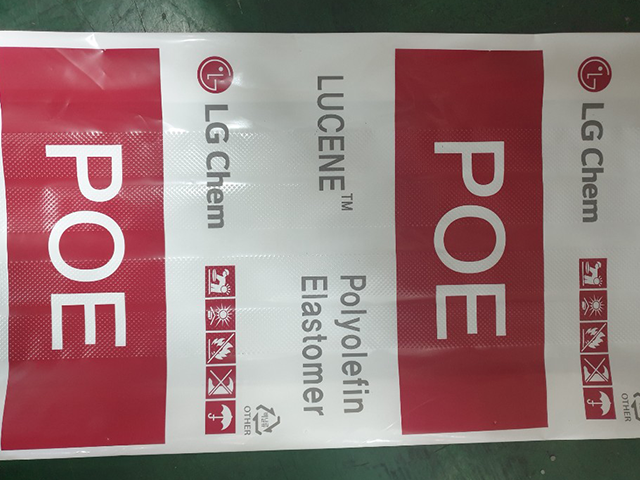 POE
LG Chem
LUCENE™
Polyolefin
Elastomer
OTHER
POE
LG Chem
OTHER